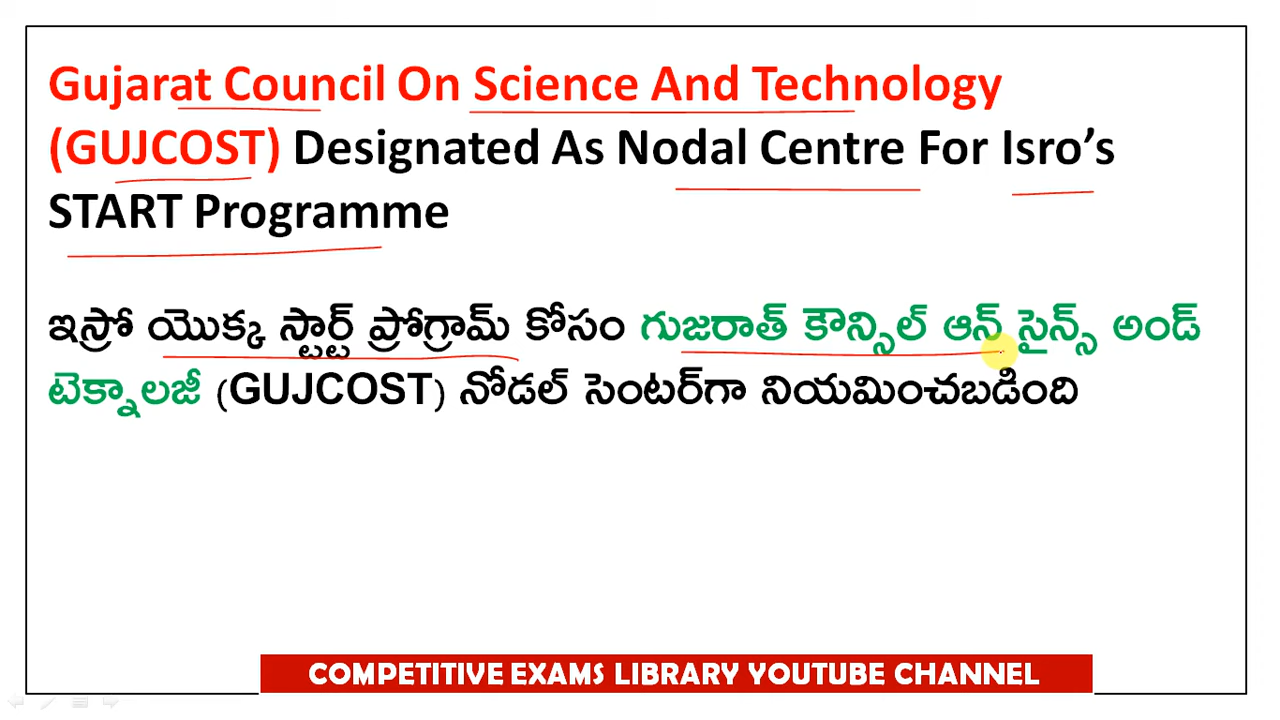 Gujarat Council On Science And Technology
(GUJCOST) Designated As Nodal Centre For Isro’s
START Programme
ఇస్రో యొక్క స్టార్ట్ ప్రోగ్రామ్ కోసం గుజరాత్ కౌన్సిల్ ఆన్ సైన్స్ అండ్
టెక్నాలజీ (GUJCOST) నోడల్ సెంటర్‌గా నియమించబడింది
COMPETITIVE EXAMS LIBRARY YOUTUBE CHANNEL